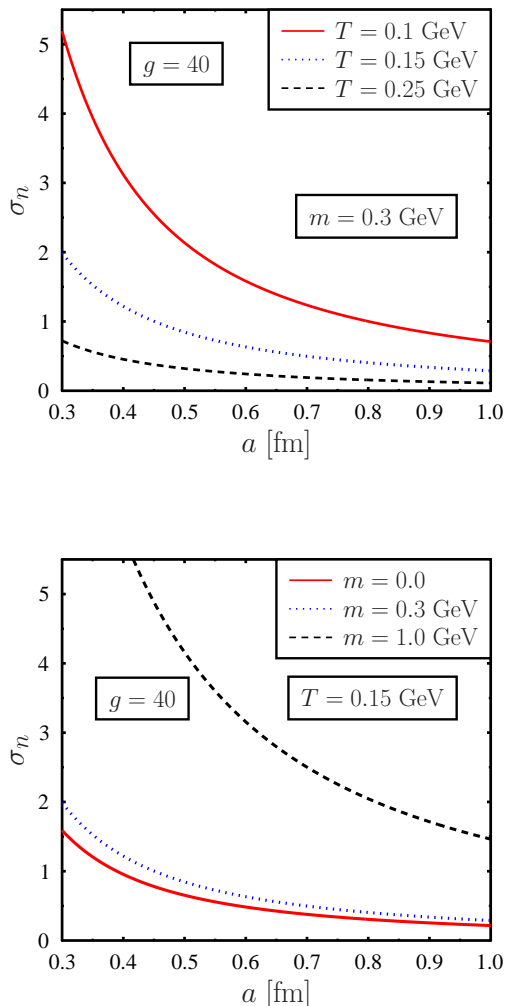 5
T = 0.1 GeV
g = 40
T = 0.15 GeV
T = 0.25 GeV
4
3
σn
m = 0.3 GeV
2
1
0
0.3 0.4 0.5 0.6 0.7 0.8 0.9 1.0
a [fm]
5
m = 0.0
m = 0.3 GeV
m = 1.0 GeV
4
g = 40
T = 0.15 GeV
3
σn
2
1
0
0.3 0.4 0.5 0.6 0.7 0.8 0.9 1.0
a [fm]